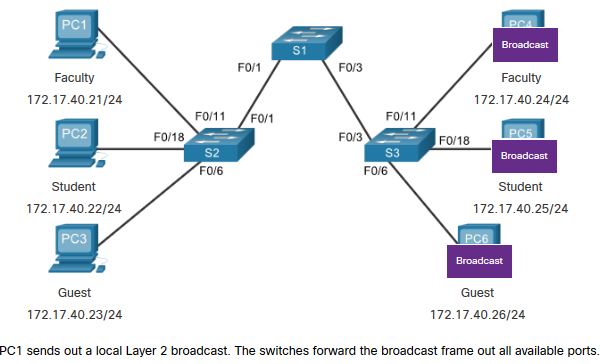 PC1
PC4
Broadcast
S1
Faculty
Faculty
F0/1
F0/3
172.17.40.21/24
172.17.40.24/24
F0/11
F0/1
F0/11
PC2
F0/18
F0/3
F0/18
PC5
S2
S3
Broadcast
Student
F0/6
F0/6
Student
172.17.40.22/24
172.17.40.25/24
PC3
PC6
Broadcast
Guest
Guest
172.17.40.23/24
172.17.40.26/24
PC1 sends out a local Layer 2 broadcast. The switches forward the broadcast frame out all available ports.